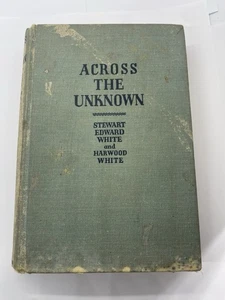 ACROSS
THE
UNKNOWN
STEWART
EDWARD
WHITE
and
HARWOOD
WHITE